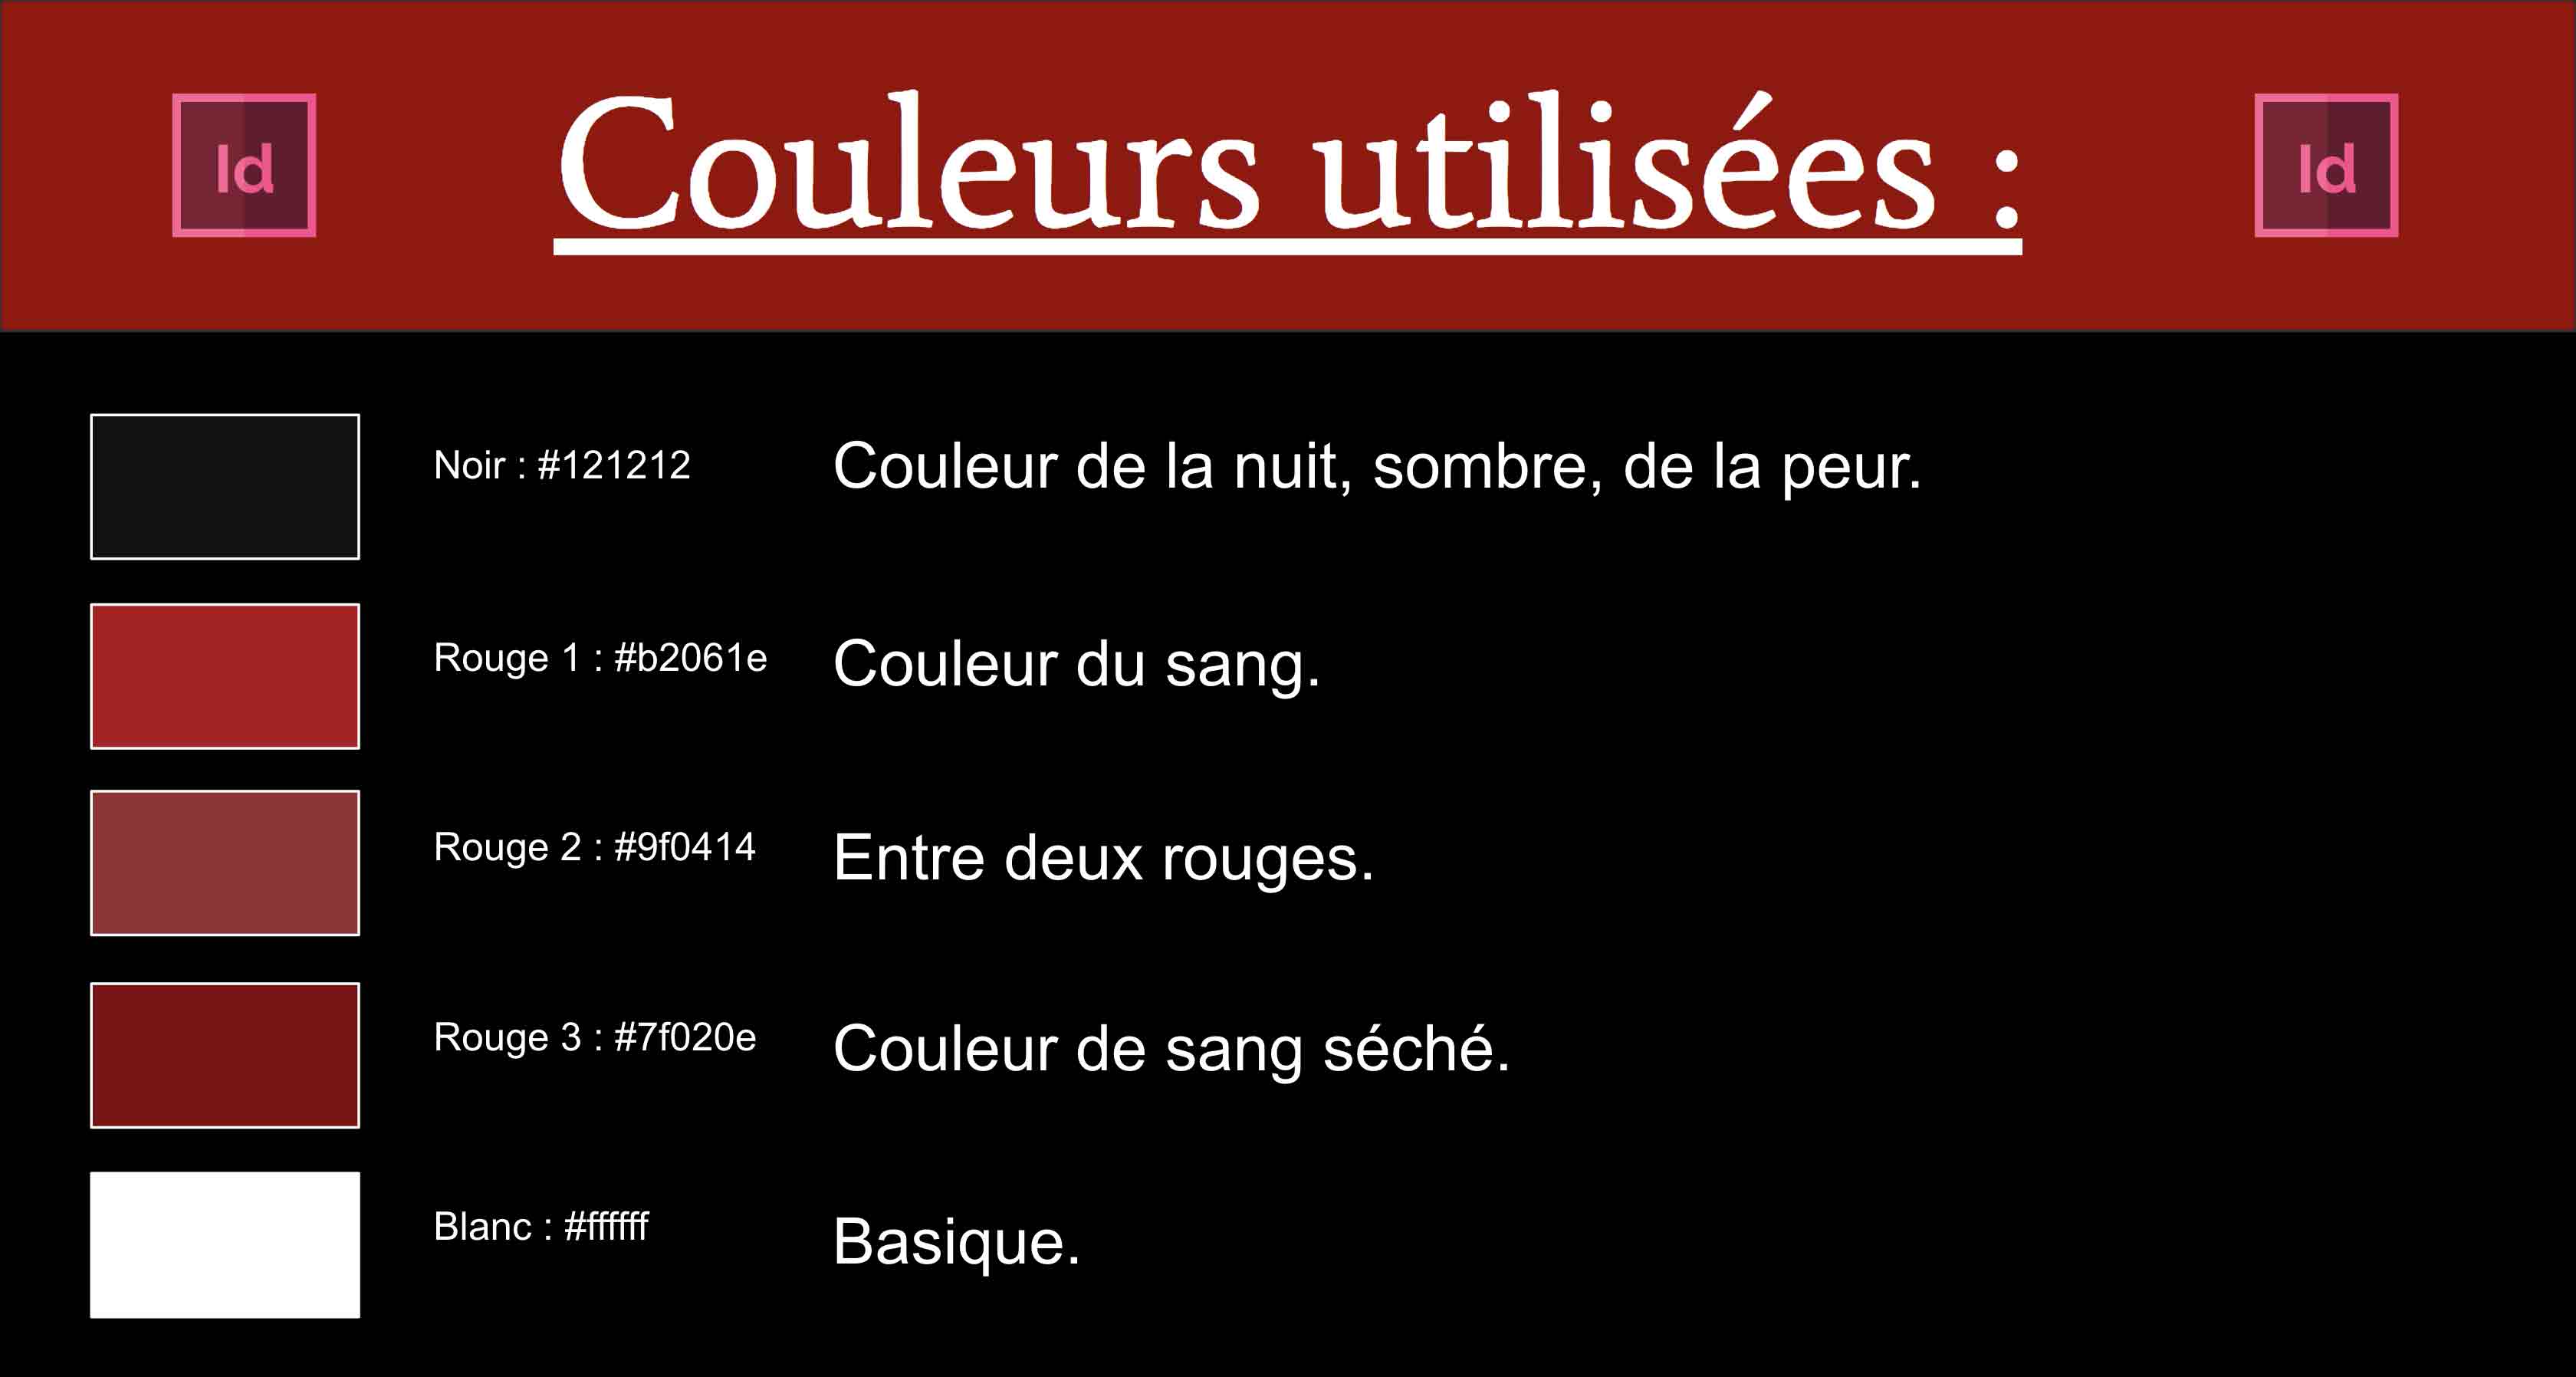 Id
Couleurs utilisées :
Id
Noir : #121212
Couleur de la nuit, sombre, de la peur.
Rouge 1 : #b2061e
Couleur du sang.
Rouge 2 : #9f0414
Entre deux rouges.
Rouge 3 : #7f020e
Couleur de sang séché.
Blanc : #ffffff
Basique.